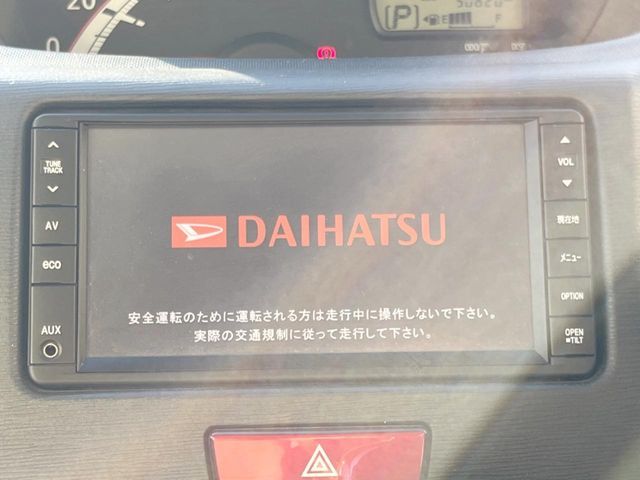 20
0
P
E
F
TUNE
TRACK
AV
eco
AUX
DAIHATSU
安全運転のために運転される方は走行中に操作しないで下さい。
実際の交通規制に従って走行して下さい。
VOL
現在地
メニュー
OPTION
OPEN
TILT